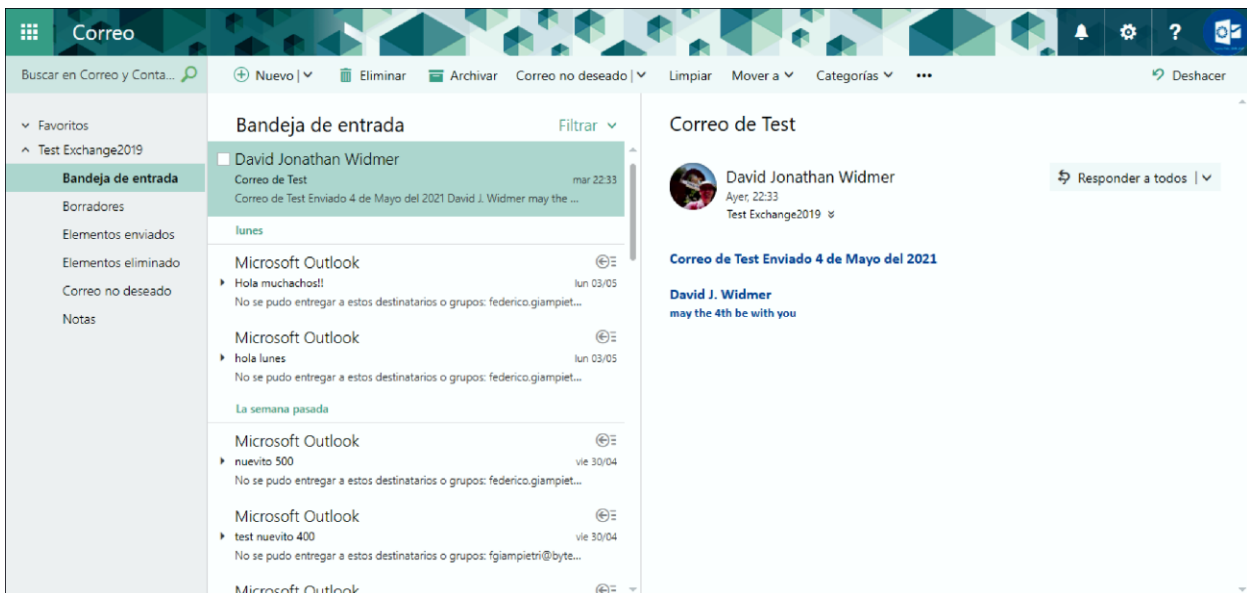 Correo
?
Buscar en Correo y Conta...
Nuevo | Eliminar Archivar Correo no deseado | Limpiar Mover a Categorías ••• Deshacer
Favoritos
Test Exchange2019
Bandeja de entrada
Borradores
Elementos enviados
Elementos eliminado
Correo no deseado
Notas
Bandeja de entrada Filtrar
David Jonathan Widmer
Correo de Test mar 22:33
Correo de Test Enviado 4 de Mayo del 2021 David J. Widmer may the ...
lunes
Microsoft Outlook
Hola muchachos!! lun 03/05
No se pudo entregar a estos destinatarios o grupos: federico.giampiet...
Microsoft Outlook
hola lunes lun 03/05
No se pudo entregar a estos destinatarios o grupos: federico.giampiet...
La semana pasada
Microsoft Outlook
nuevito 500 vie 30/04
No se pudo entregar a estos destinatarios o grupos: federico.giampiet...
Microsoft Outlook
test nuevito 400 vie 30/04
No se pudo entregar a estos destinatarios o grupos: fgiampietri@byte...
Microsoft Outlook
Correo de Test
David Jonathan Widmer
Ayer, 22:33
Test Exchange2019
Responder a todos |
Correo de Test Enviado 4 de Mayo del 2021
David J. Widmer
may the 4th be with you